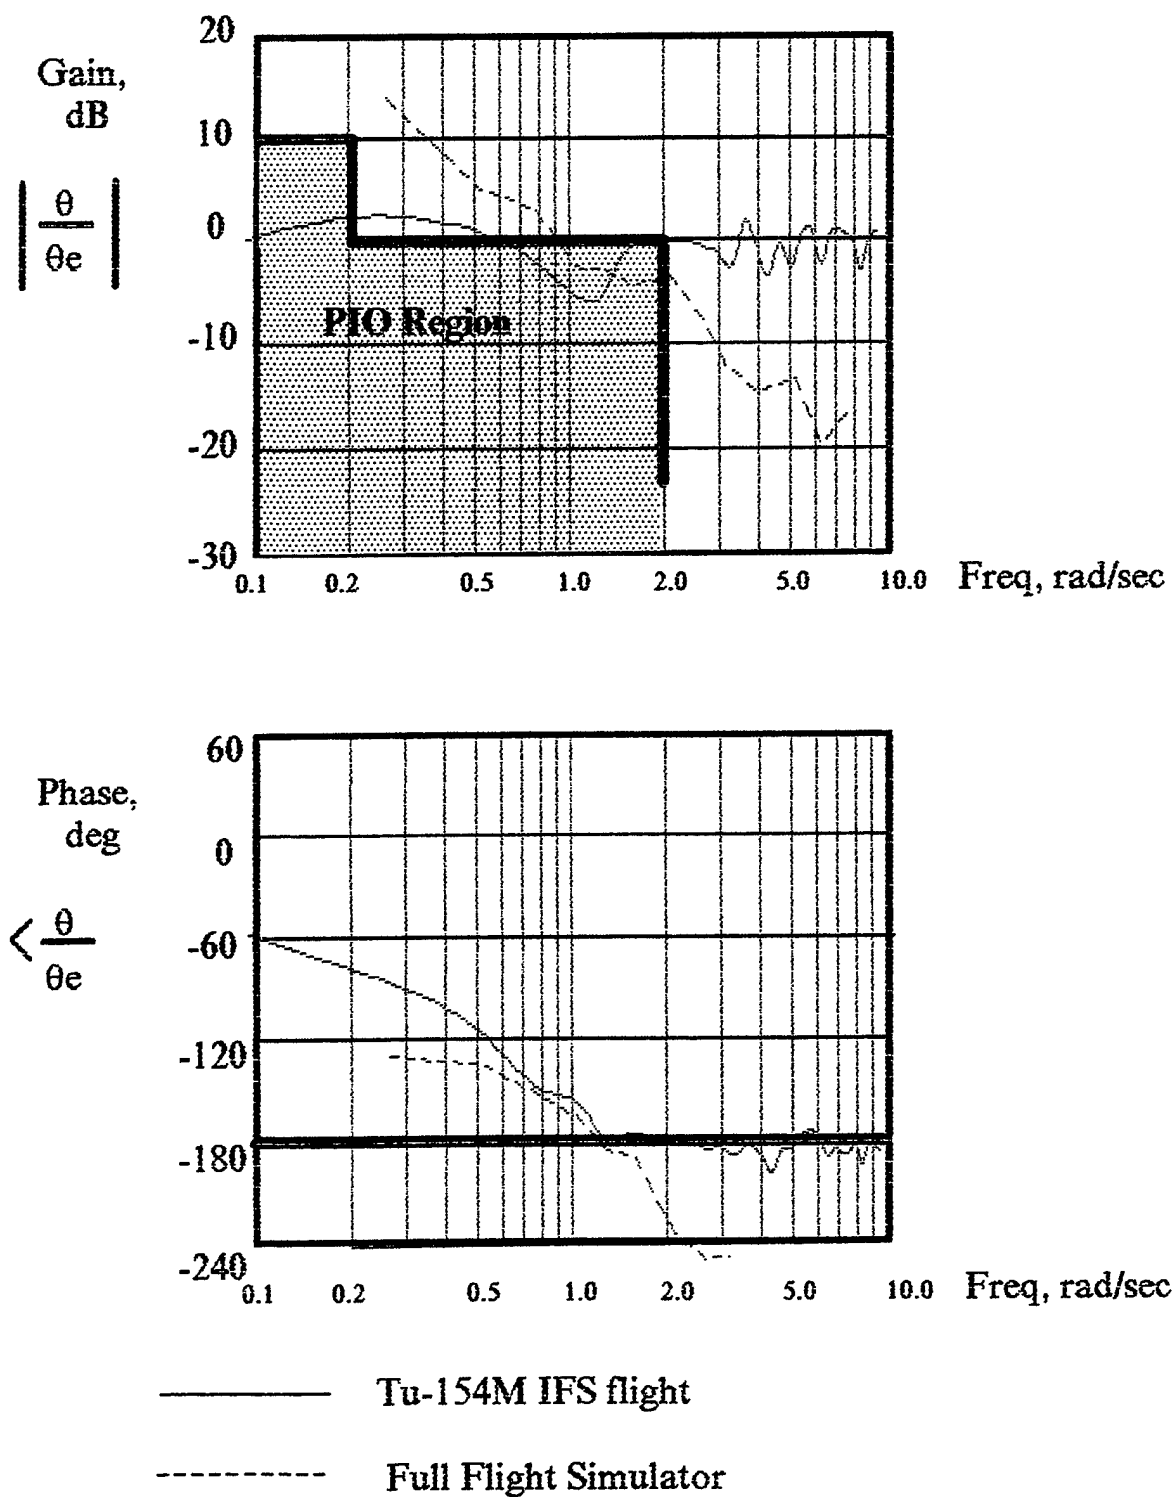 20
Gain,
dB
10
θ
θe
0
-10
PIO Region
-20
-30
0.1 0.2 0.5 1.0 2.0 5.0 10.0 Freq, rad/sec
60
Phase,
deg
0
< θ
θe
-60
-120
-180
-240
0.1 0.2 0.5 1.0 2.0 5.0 10.0 Freq, rad/sec
Tu-154M IFS flight
Full Flight Simulator